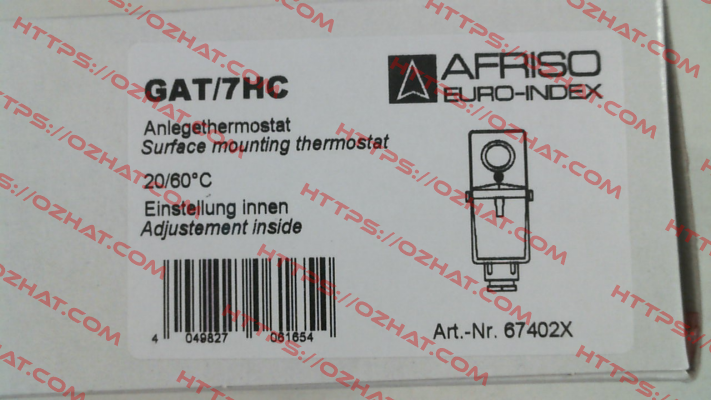 GAT/7HC
AFRISO
EURO-INDEX
Anlegethermostat
Surface mounting thermostat
20/60°C
Einstellung innen
Adjustement inside
4 049827 061654
Art.-Nr. 67402X
HTTPS://OZHAT.COM